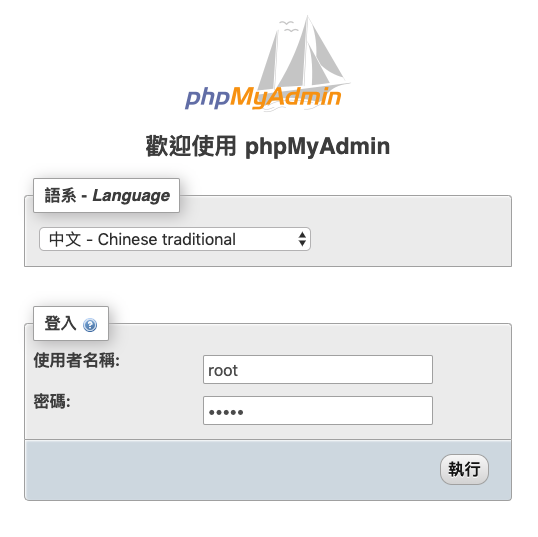 phpMyAdmin
歡迎使用 phpMyAdmin
語系 - Language
中文 - Chinese traditional
登入
使用者名稱: root
密碼: •••••
執行